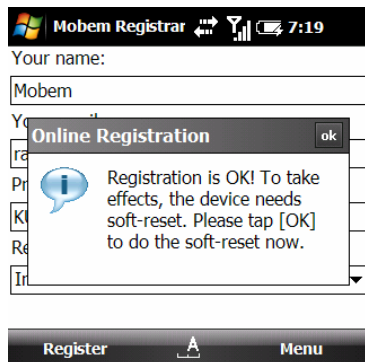 Mobem Registrar 7:19
Your name:
Mobem
Online Registration ok
Registration is OK! To take
effects, the device needs
soft-reset. Please tap [OK]
to do the soft-reset now.
Register A Menu